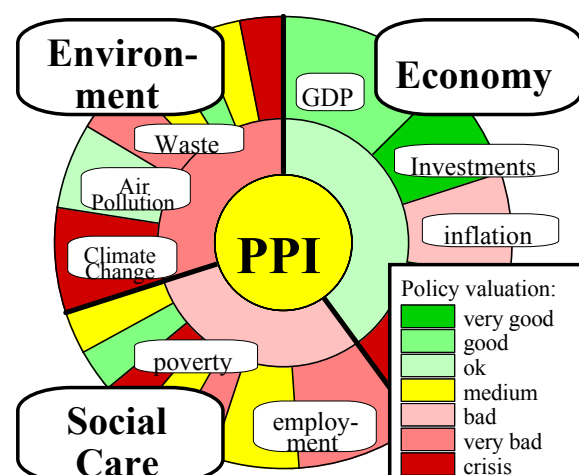 Environ-
ment
Economy
GDP
Waste
Investments
Air
Pollution
inflation
Climate
Change
PPI
Policy valuation:
very good
good
ok
medium
bad
very bad
crisis
poverty
employ-
ment
Social
Care